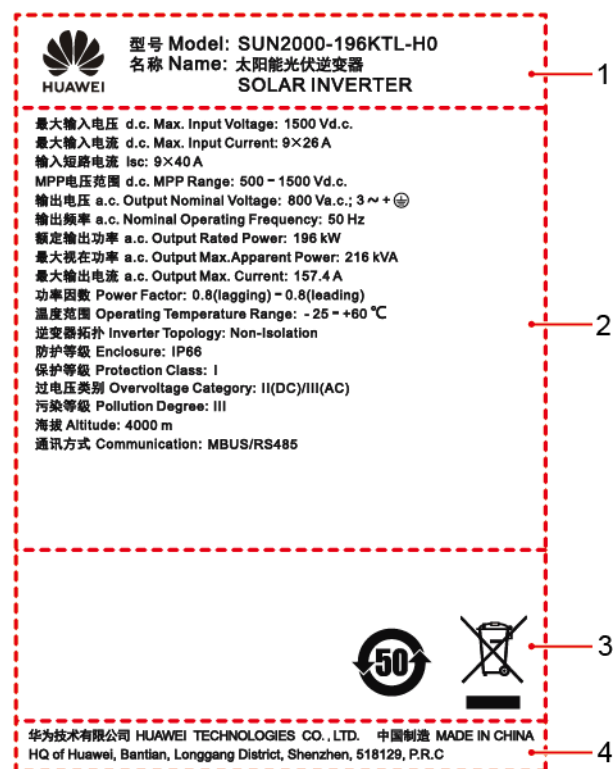 HUAWEI
型号 Model: SUN2000-196KTL-H0
名称 Name: 太阳能光伏逆变器
SOLAR INVERTER
1
最大输入电压 d.c. Max. Input Voltage: 1500 Vd.c.
最大输入电流 d.c. Max. Input Current: 9×26 A
输入短路电流 Isc: 9×40 A
MPP电压范围 d.c. MPP Range: 500 - 1500 Vd.c.
输出电压 a.c. Output Nominal Voltage: 800 Va.c.; 3 ~ + ⏚
输出频率 a.c. Nominal Operating Frequency: 50 Hz
额定输出功率 a.c. Output Rated Power: 196 kW
最大视在功率 a.c. Output Max.Apparent Power: 216 kVA
最大输出电流 a.c. Output Max. Current: 157.4 A
功率因数 Power Factor: 0.8(lagging) - 0.8(leading)
温度范围 Operating Temperature Range: - 25 - +60 ℃
逆变器拓扑 Inverter Topology: Non-Isolation
防护等级 Enclosure: IP66
保护等级 Protection Class: I
过电压类别 Overvoltage Category: II(DC)/III(AC)
污染等级 Pollution Degree: III
海拔 Altitude: 4000 m
通讯方式 Communication: MBUS/RS485
2
50
3
华为技术有限公司 HUAWEI TECHNOLOGIES CO., LTD. 中国制造 MADE IN CHINA
HQ of Huawei, Bantian, Longgang District, Shenzhen, 518129, P.R.C
4